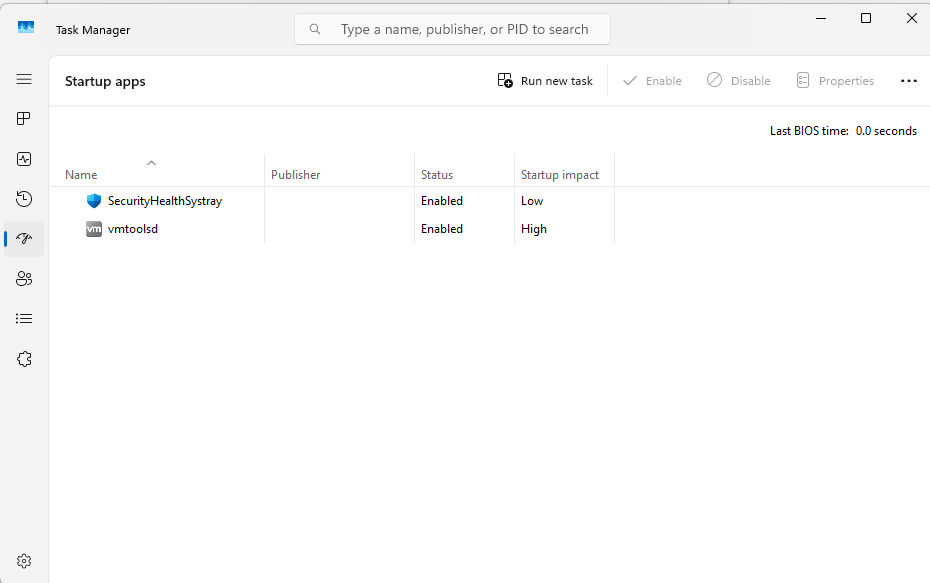 Task Manager
Type a name, publisher, or PID to search
Startup apps
Run new task
Enable
Disable
Properties
Last BIOS time: 0.0 seconds
Name Publisher Status Startup impact
SecurityHealthSystray Enabled Low
vm vmtoolsd Enabled High